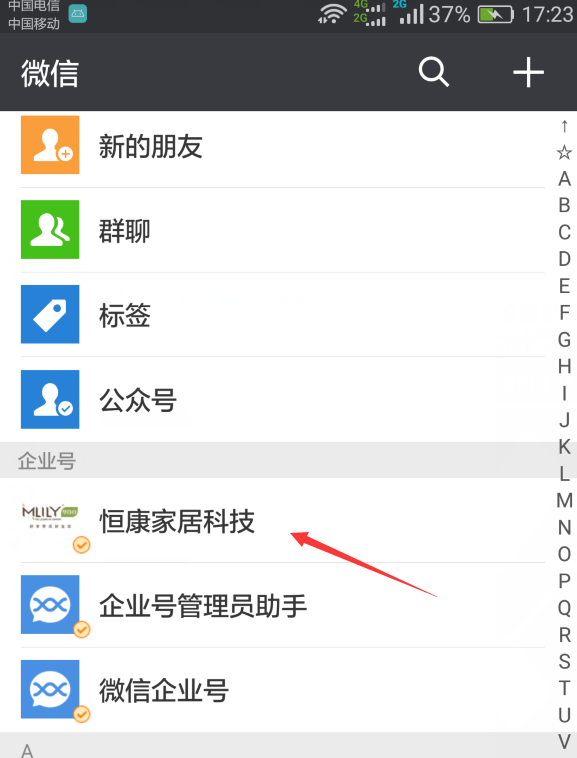 中国电信
中国移动
4G
2G
2G
37%
17:23
微信
新的朋友
群聊
标签
公众号
企业号
MLILY
恒康家居科技
企业号管理员助手
微信企业号
A
↑
☆
A
B
C
D
E
F
G
H
I
J
K
L
M
N
O
P
Q
R
S
T
U
V